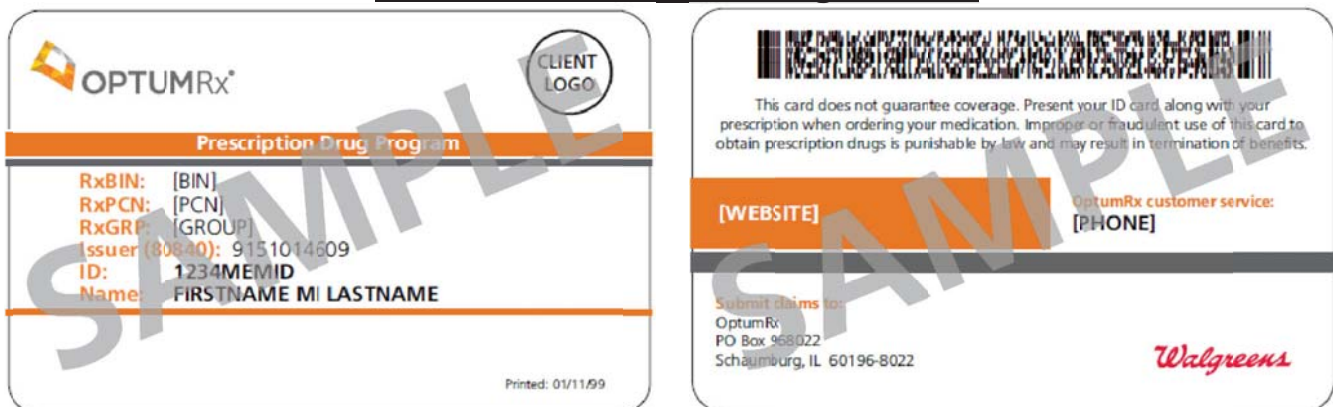 OPTUMRx®
CLIENT
LOGO
Prescription Drug Program
RxBIN: [BIN]
RxPCN: [PCN]
RxGRP: [GROUP]
Issuer (80840): 9151014609
ID: 1234MEMID
Name: FIRSTNAME MI LASTNAME
Printed: 01/11/99
SAMPLE
This card does not guarantee coverage. Present your ID card along with your
prescription when ordering your medication. Improper or fraudulent use of this card to
obtain prescription drugs is punishable by law and may result in termination of benefits.
[WEBSITE]
OptumRx customer service:
[PHONE]
Submit claims to:
OptumRx
PO Box 968022
Schaumburg, IL 60196-8022
Walgreens
SAMPLE